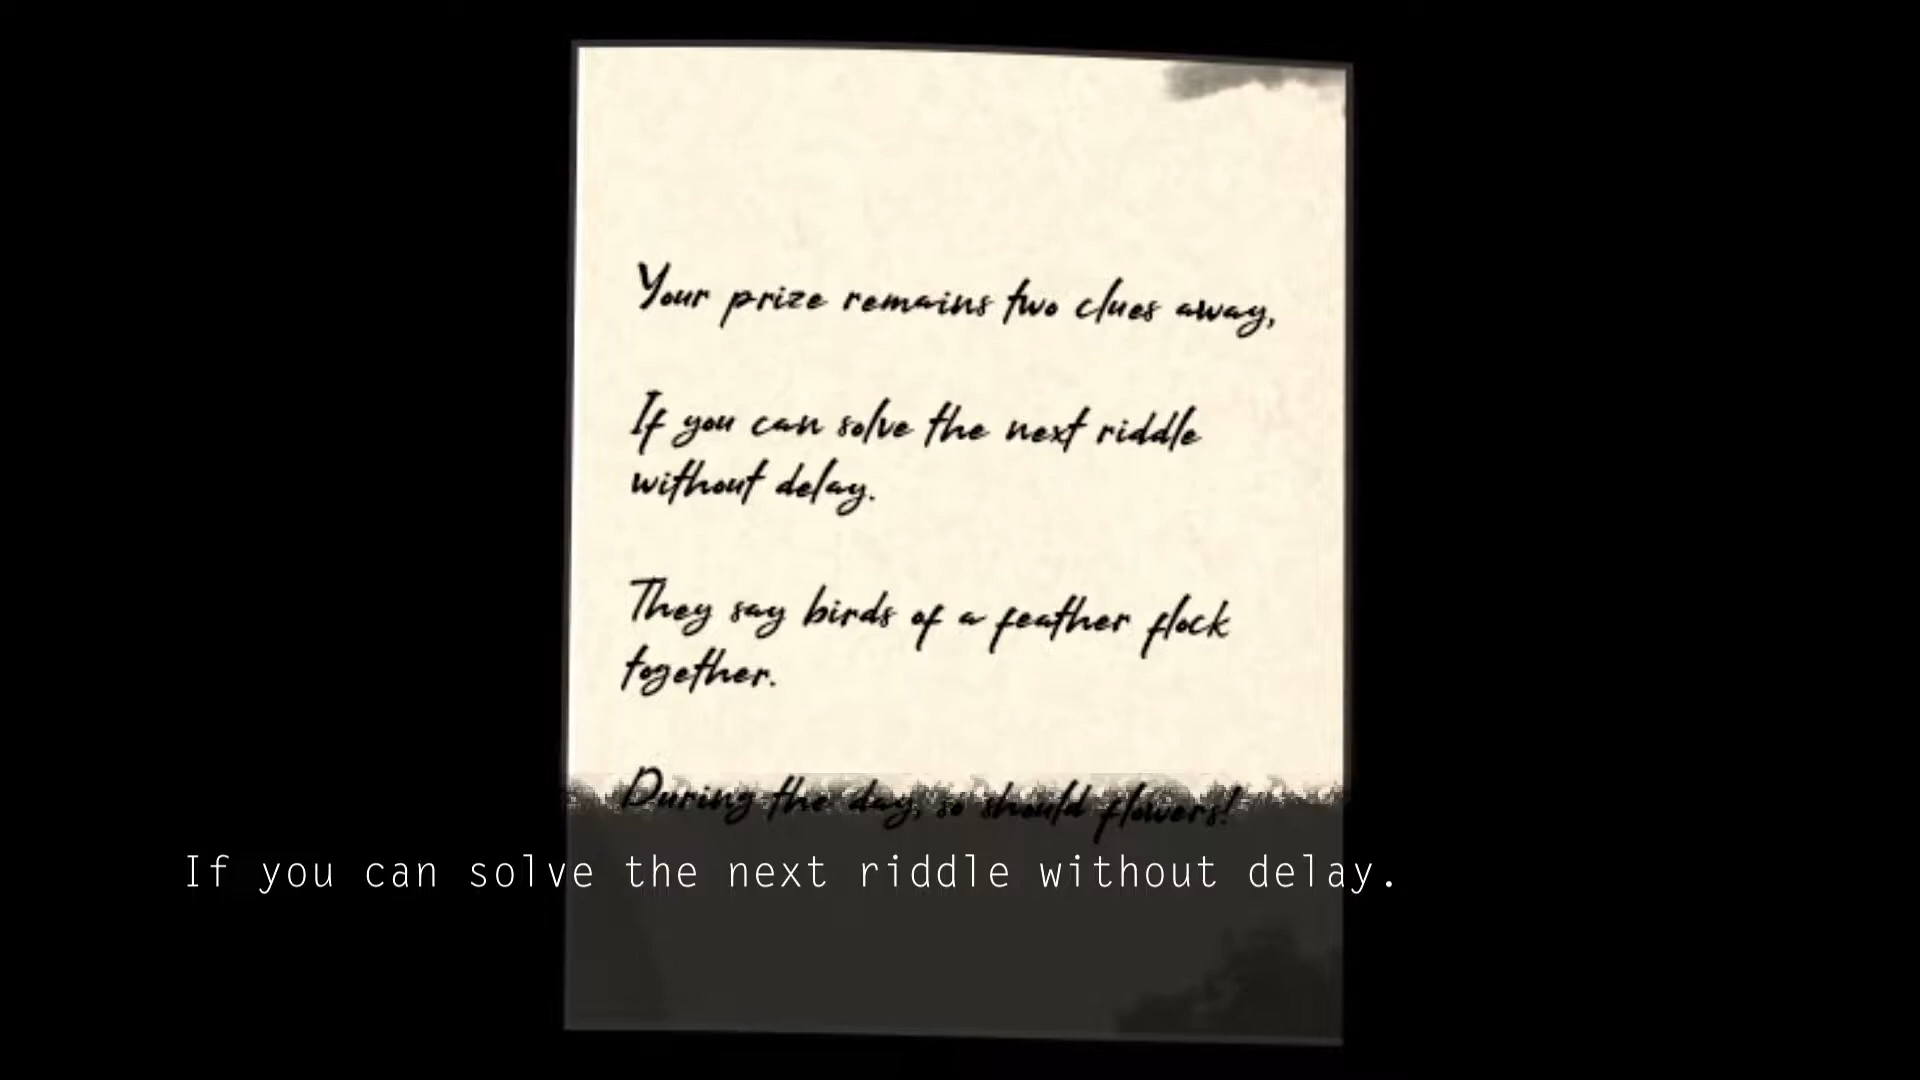 Your prize remains two clues away,
If you can solve the next riddle
without delay.
They say birds of a feather flock
together.
During the day, so should flowers!
If you can solve the next riddle without delay.